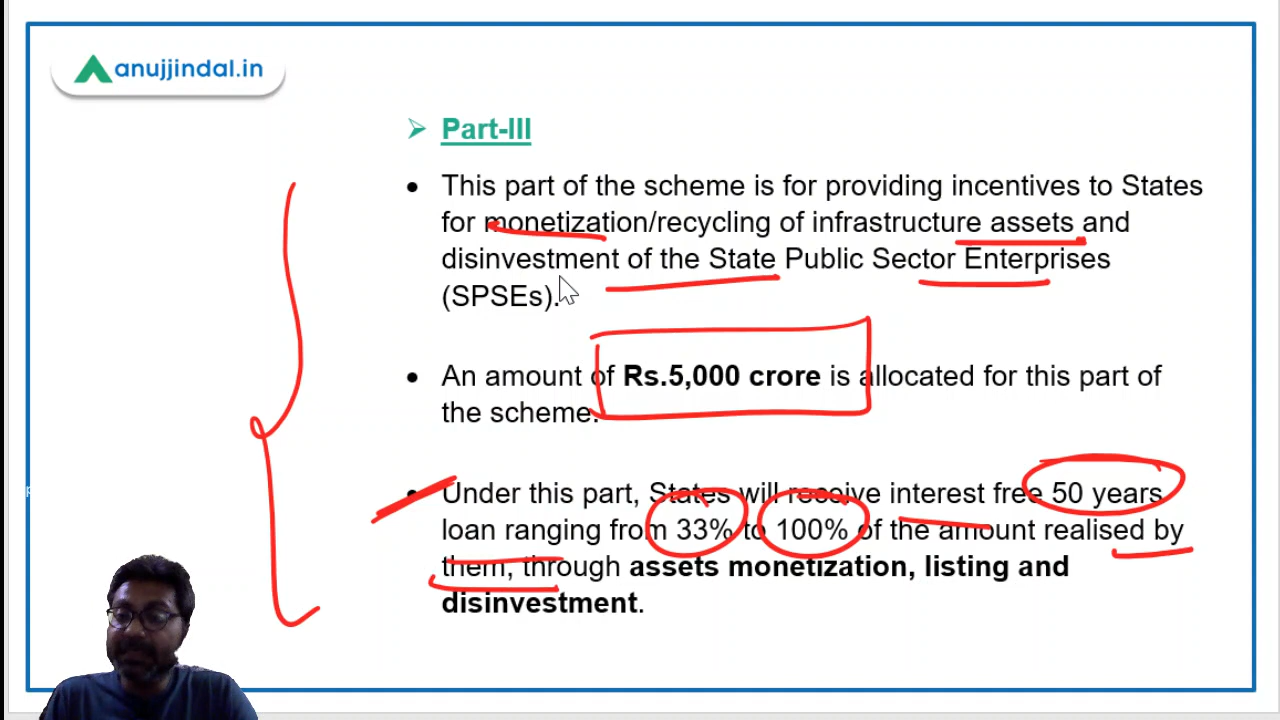 anujjindal.in
➢ Part-III
• This part of the scheme is for providing incentives to States
for monetization/recycling of infrastructure assets and
disinvestment of the State Public Sector Enterprises
(SPSEs).
• An amount of Rs.5,000 crore is allocated for this part of
the scheme.
• Under this part, States will receive interest free 50 years
loan ranging from 33% to 100% of the amount realised by
them, through assets monetization, listing and
disinvestment.